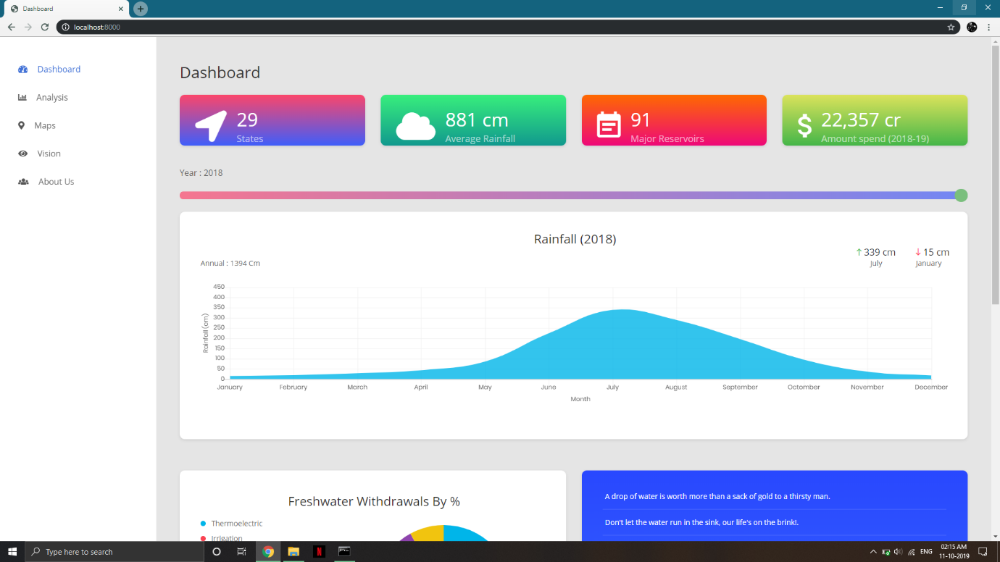 Dashboard
localhost:8000
Dashboard
Analysis
Maps
Vision
About Us
Dashboard
29
States
881 cm
Average Rainfall
91
Major Reservoirs
22,357 cr
Amount spend (2018-19)
Year : 2018
Rainfall (2018)
339 cm
July
15 cm
January
Annual : 1394 Cm
450
400
350
300
250
200
150
100
50
0
Rainfall (cm)
January February March April May June July August September Octomber November December
Month
Freshwater Withdrawals By %
Thermoelectric
Irrigation
A drop of water is worth more than a sack of gold to a thirsty man.
Don't let the water run in the sink, our life's on the brink!.
Type here to search
N
ENG
02:15 AM
11-10-2019